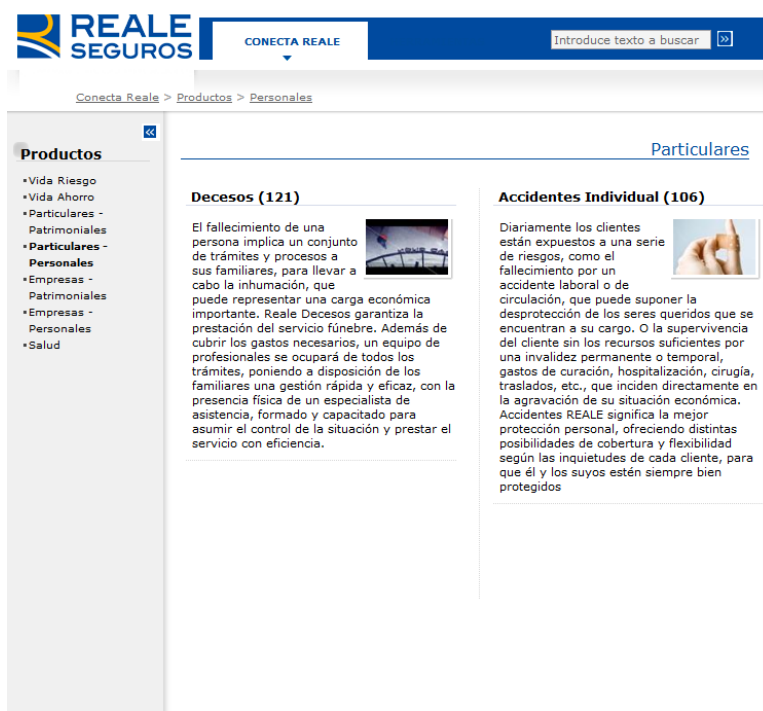 REALE
SEGUROS
CONECTA REALE
Introduce texto a buscar
Conecta Reale > Productos > Personales
Productos
Vida Riesgo
Vida Ahorro
Particulares -
Patrimoniales
Particulares -
Personales
Empresas -
Patrimoniales
Empresas -
Personales
Salud
Particulares
Decesos (121)
El fallecimiento de una
persona implica un conjunto
de trámites y procesos a
sus familiares, para llevar a
cabo la inhumación, que
puede representar una carga económica
importante. Reale Decesos garantiza la
prestación del servicio fúnebre. Además de
cubrir los gastos necesarios, un equipo de
profesionales se ocupará de todos los
trámites, poniendo a disposición de los
familiares una gestión rápida y eficaz, con la
presencia física de un especialista de
asistencia, formado y capacitado para
asumir el control de la situación y prestar el
servicio con eficiencia.
Accidentes Individual (106)
Diariamente los clientes
están expuestos a una serie
de riesgos, como el
fallecimiento por un
accidente laboral o de
circulación, que puede suponer la
desprotección de los seres queridos que se
encuentran a su cargo. O la supervivencia
del cliente sin los recursos suficientes por
una invalidez permanente o temporal,
gastos de curación, hospitalización, cirugía,
traslados, etc., que inciden directamente en
la agravación de su situación económica.
Accidentes REALE significa la mejor
protección personal, ofreciendo distintas
posibilidades de cobertura y flexibilidad
según las inquietudes de cada cliente, para
que él y los suyos estén siempre bien
protegidos